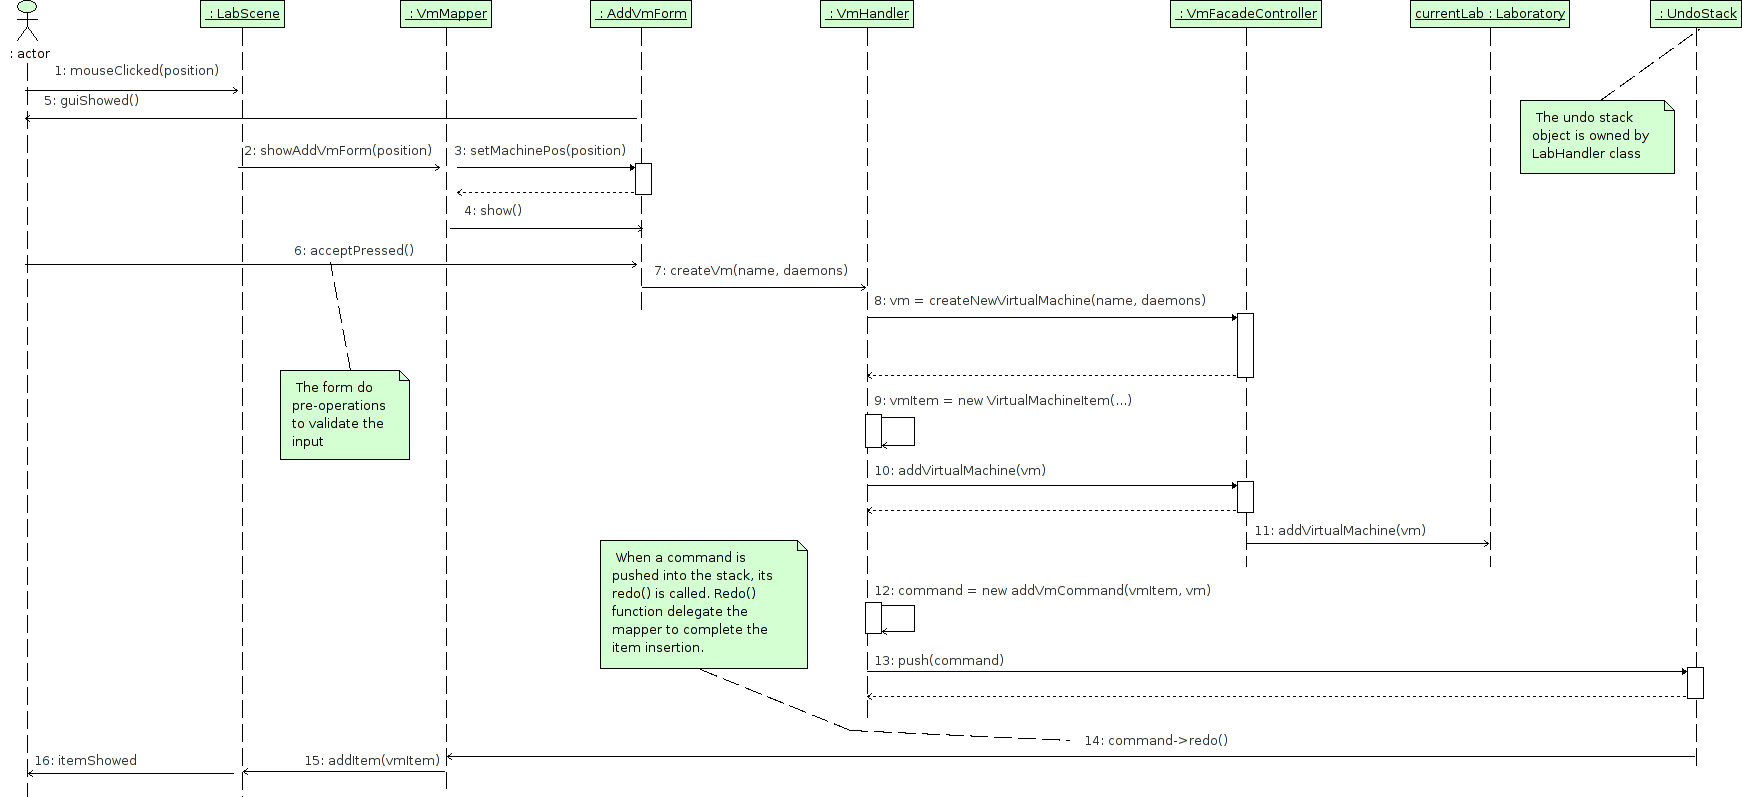 : LabScene
: VmMapper
: AddVmForm
: VmHandler
: VmFacadeController
currentLab : Laboratory
: UndoStack
: actor
1: mouseClicked(position)
5: guiShowed()
The undo stack
object is owned by
LabHandler class
2: showAddVmForm(position)
3: setMachinePos(position)
4: show()
6: acceptPressed()
7: createVm(name, daemons)
8: vm = createNewVirtualMachine(name, daemons)
The form do
pre-operations
to validate the
input
9: vmItem = new VirtualMachineItem(...)
10: addVirtualMachine(vm)
11: addVirtualMachine(vm)
When a command is
pushed into the stack, its
redo() is called. Redo()
function delegate the
mapper to complete the
item insertion.
12: command = new addVmCommand(vmItem, vm)
13: push(command)
14: command->redo()
15: addItem(vmItem)
16: itemShowed